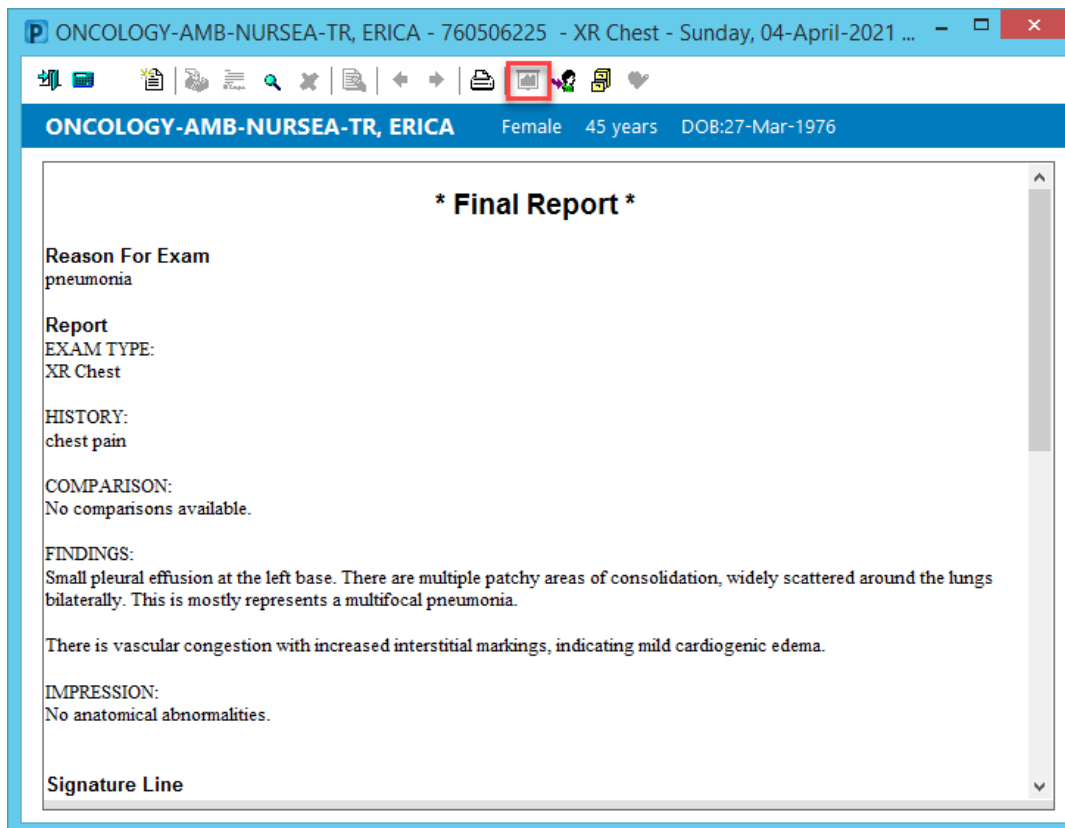 P ONCOLOGY-AMB-NURSEA-TR, ERICA - 760506225 - XR Chest - Sunday, 04-April-2021 ...
ONCOLOGY-AMB-NURSEA-TR, ERICA Female 45 years DOB:27-Mar-1976
* Final Report *
Reason For Exam
pneumonia
Report
EXAM TYPE:
XR Chest
HISTORY:
chest pain
COMPARISON:
No comparisons available.
FINDINGS:
Small pleural effusion at the left base. There are multiple patchy areas of consolidation, widely scattered around the lungs
bilaterally. This is mostly represents a multifocal pneumonia.
There is vascular congestion with increased interstitial markings, indicating mild cardiogenic edema.
IMPRESSION:
No anatomical abnormalities.
Signature Line